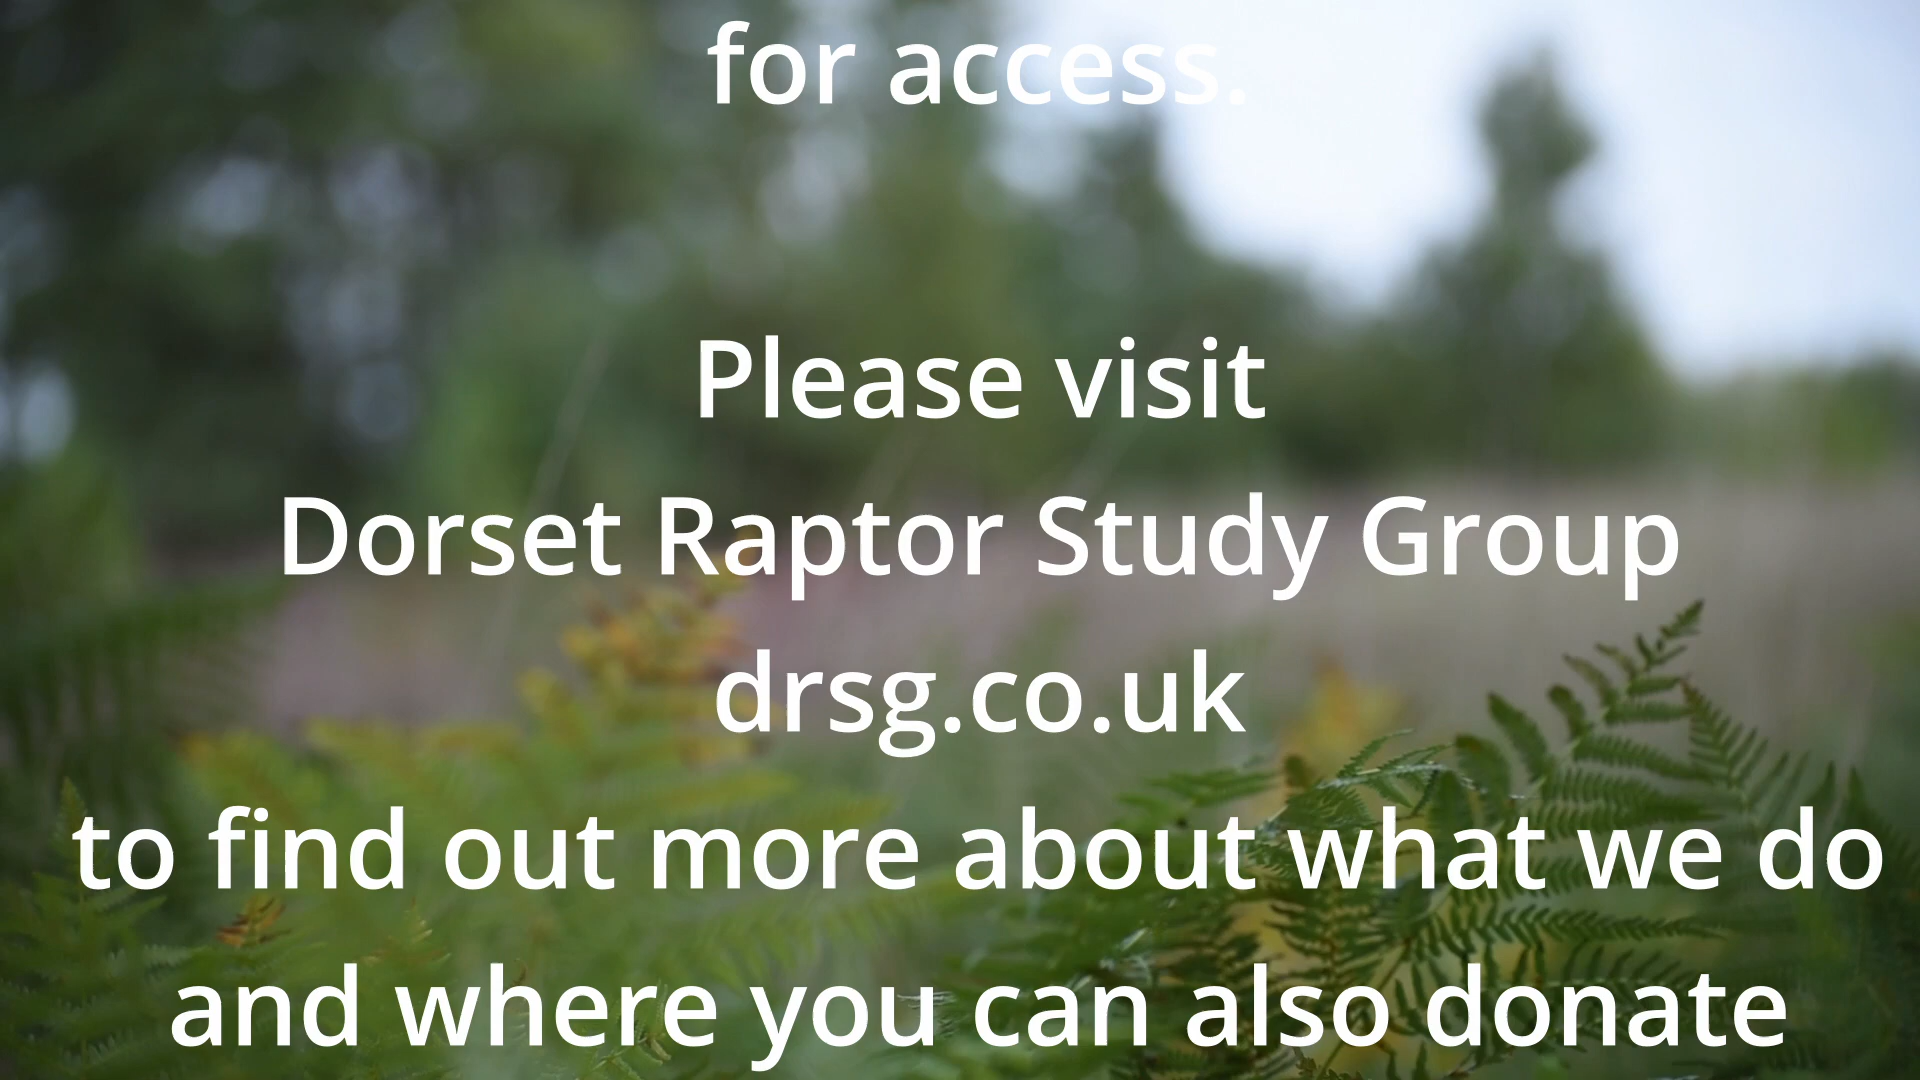 for access.
Please visit
Dorset Raptor Study Group
drsg.co.uk
to find out more about what we do
and where you can also donate